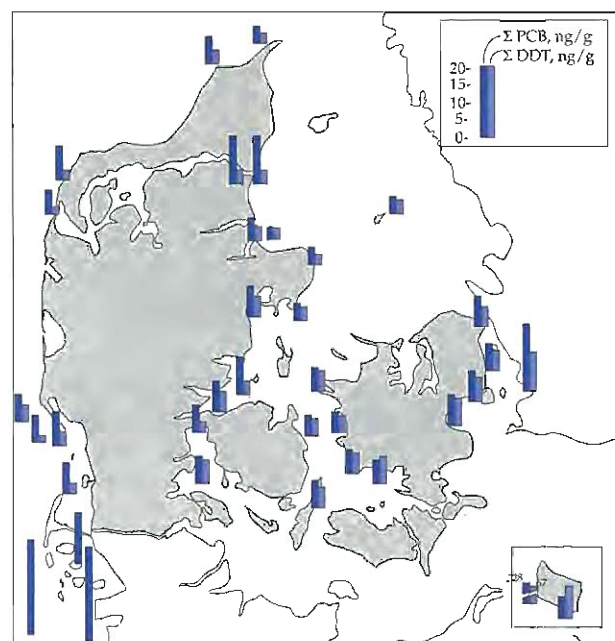 Σ PCB, ng/g
Σ DDT, ng/g
20-
15-
10-
5-
0-